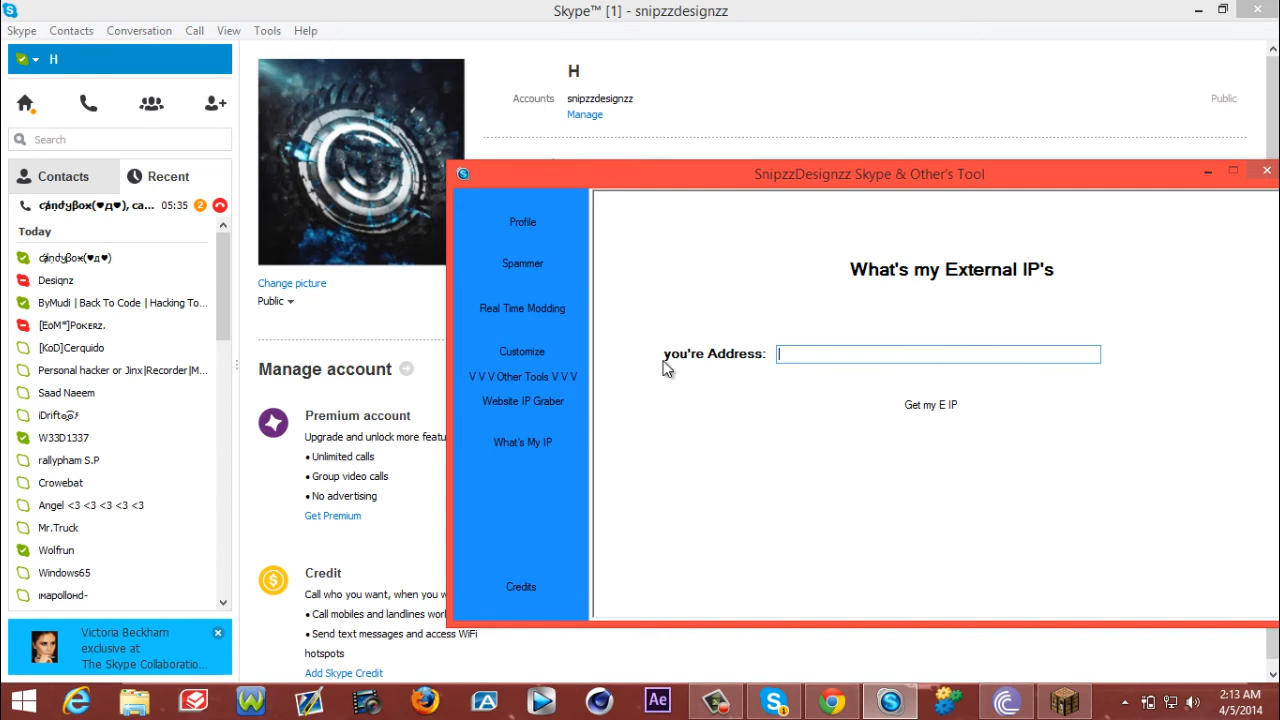 Skype™ [1] - snipzzdesignzz
Skype Contacts Conversation Call View Tools Help
H
Search
Contacts Recent
05:35 2
Today
Desiqnz
ByMudi | Back To Code | Hacking To...
[KoD]Cerquido
Personal hacker or Jinx|Recorder|M...
Saad Naeem
W33D1337
rallypham S.P
Crowebat
Angel <3 <3 <3 <3 <3
Mr.Truck
Wolfrun
Windows65
Victoria Beckham
exclusive at
The Skype Collaboratio...
H
Accounts snipzzdesignzz Public
Manage
Change picture
Public
Manage account
Premium account
Upgrade and unlock more featu
• Unlimited calls
• Group video calls
• No advertising
Get Premium
Credit
Call who you want, when you w
• Call mobiles and landlines wor
• Send text messages and access WiFi
hotspots
Add Skype Credit
SnipzzDesignzz Skype & Other's Tool
Profile
Spammer
Real Time Modding
Customize
V V V Other Tools V V V
Website IP Graber
What's My IP
Credits
What's my External IP's
you're Address:
Get my E IP
Ae
2:13 AM
4/5/2014